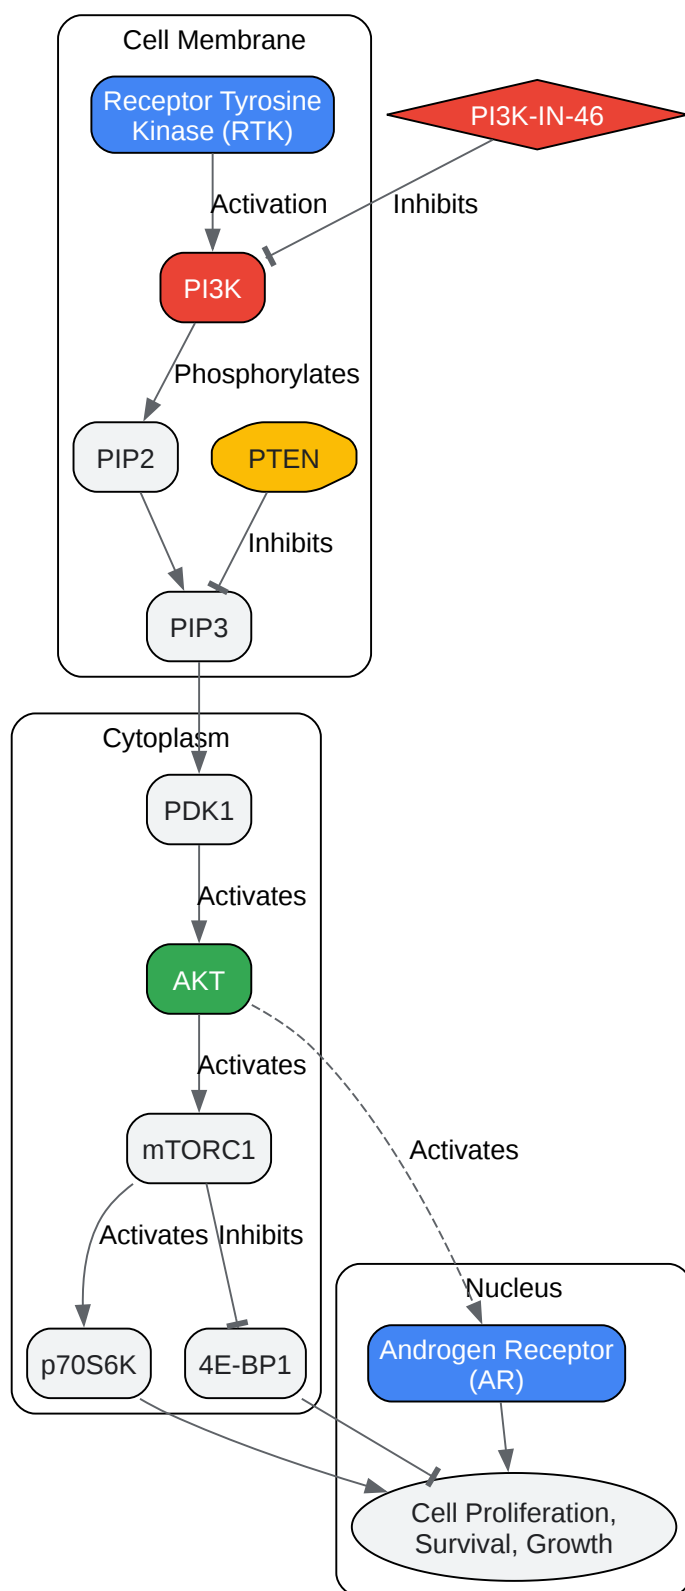 Cell Membrane
Receptor Tyrosine
Kinase (RTK)
PI3K-IN-46
Activation
Inhibits
PI3K
Phosphorylates
PIP2
PTEN
Inhibits
PIP3
Cytoplasm
PDK1
Activates
AKT
Activates
mTORC1
Activates
Activates
Inhibits
Nucleus
p70S6K
4E-BP1
Androgen Receptor
(AR)
Cell Proliferation,
Survival, Growth